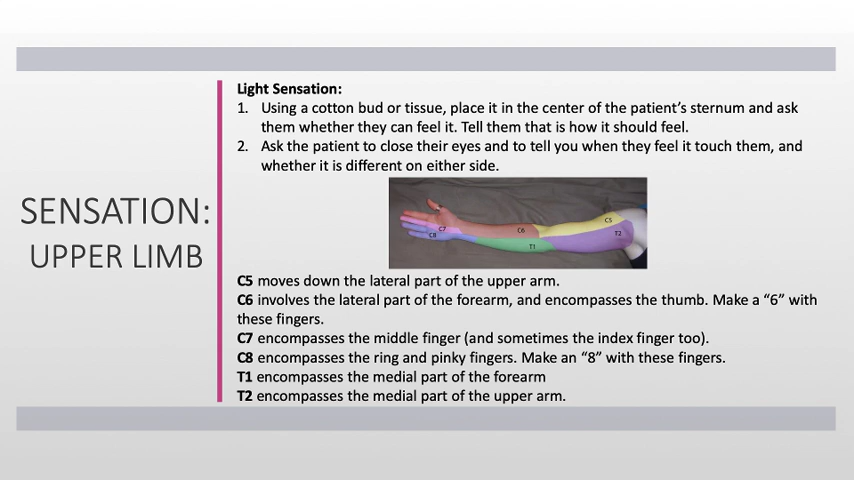 SENSATION:
UPPER LIMB
Light Sensation:
1. Using a cotton bud or tissue, place it in the center of the patient's sternum and ask
them whether they can feel it. Tell them that is how it should feel.
2. Ask the patient to close their eyes and to tell you when they feel it touch them, and
whether it is different on either side.
C5
C7
C6
C8
T2
T1
C5 moves down the lateral part of the upper arm.
C6 involves the lateral part of the forearm, and encompasses the thumb. Make a “6” with
these fingers.
C7 encompasses the middle finger (and sometimes the index finger too).
C8 encompasses the ring and pinky fingers. Make an “8” with these fingers.
T1 encompasses the medial part of the forearm
T2 encompasses the medial part of the upper arm.